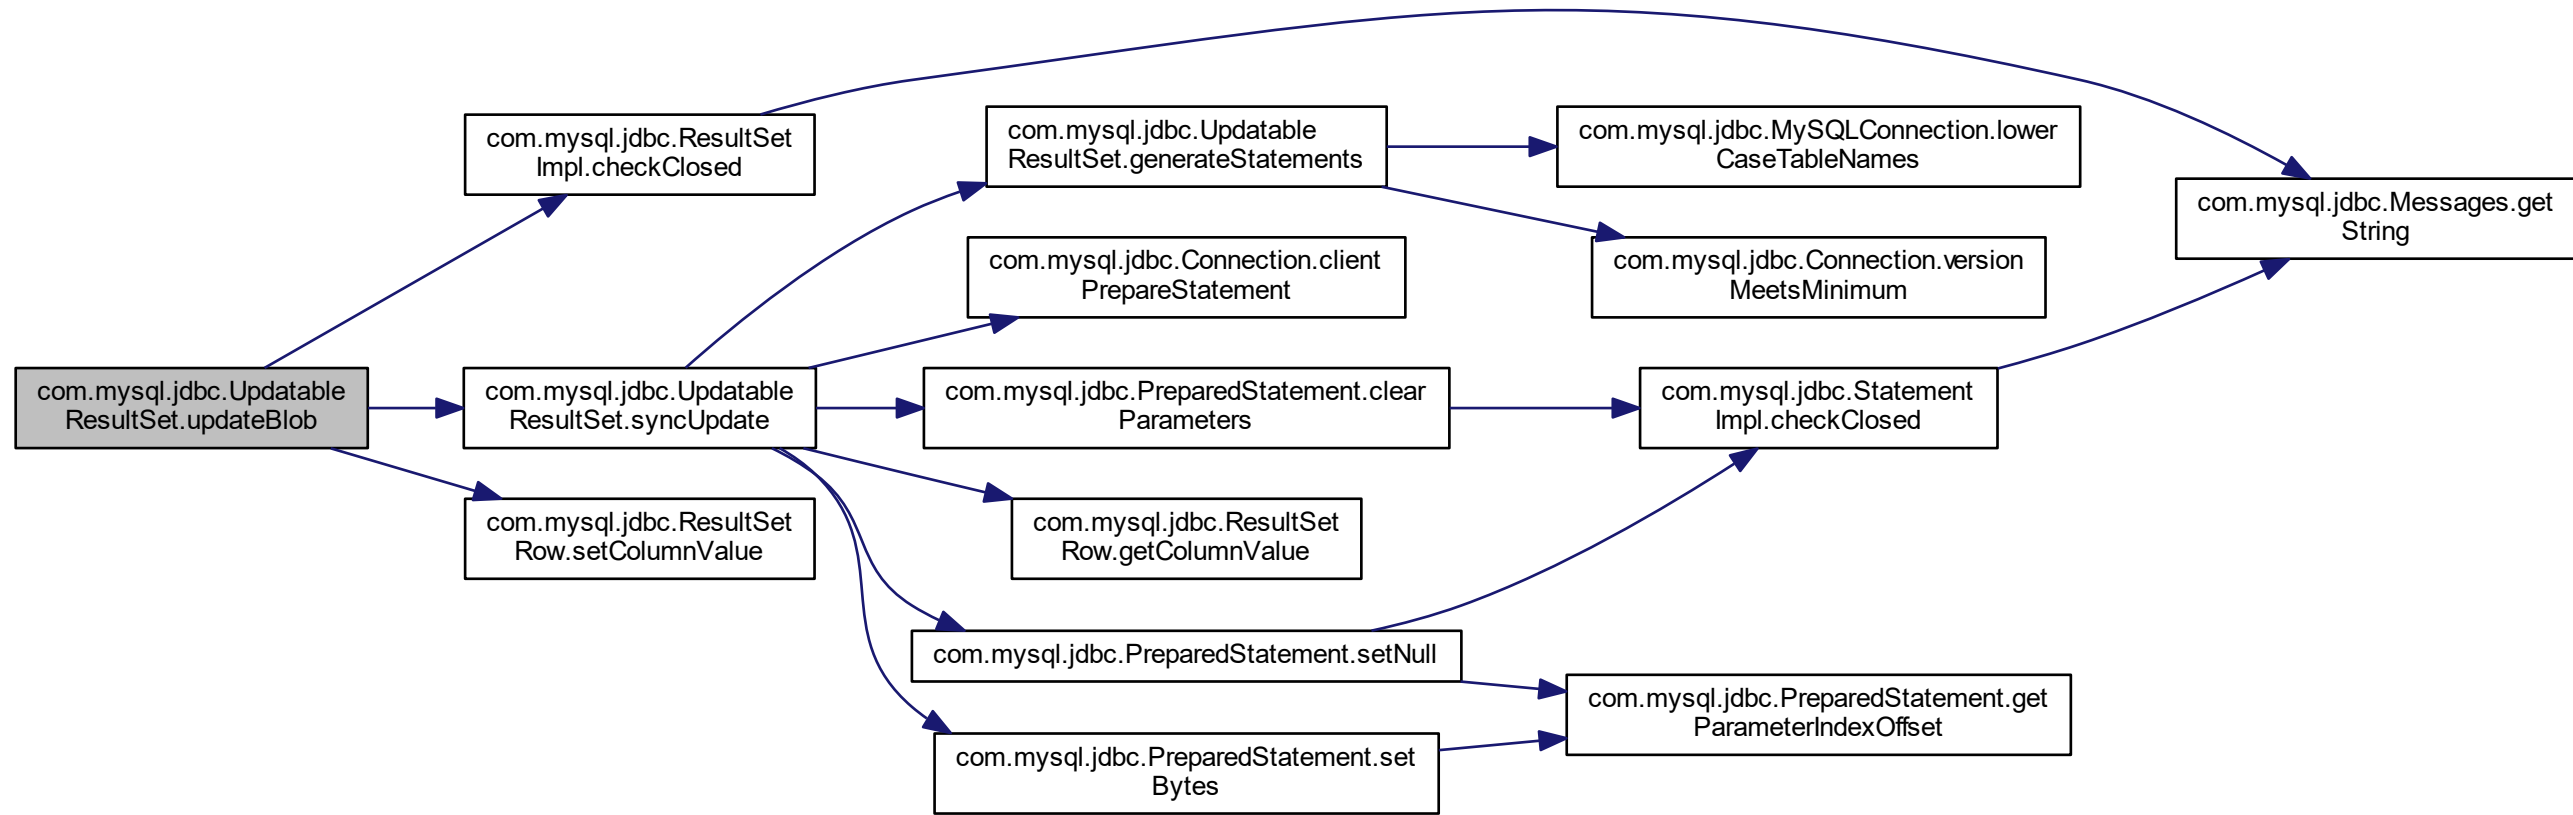 com.mysql.jdbc.Updatable
ResultSet.updateBlob
com.mysql.jdbc.ResultSet
Impl.checkClosed
com.mysql.jdbc.Updatable
ResultSet.syncUpdate
com.mysql.jdbc.ResultSet
Row.setColumnValue
com.mysql.jdbc.Updatable
ResultSet.generateStatements
com.mysql.jdbc.Connection.client
PrepareStatement
com.mysql.jdbc.PreparedStatement.clear
Parameters
com.mysql.jdbc.ResultSet
Row.getColumnValue
com.mysql.jdbc.PreparedStatement.setNull
com.mysql.jdbc.PreparedStatement.set
Bytes
com.mysql.jdbc.MySQLConnection.lower
CaseTableNames
com.mysql.jdbc.Connection.version
MeetsMinimum
com.mysql.jdbc.Statement
Impl.checkClosed
com.mysql.jdbc.PreparedStatement.get
ParameterIndexOffset
com.mysql.jdbc.Messages.get
String